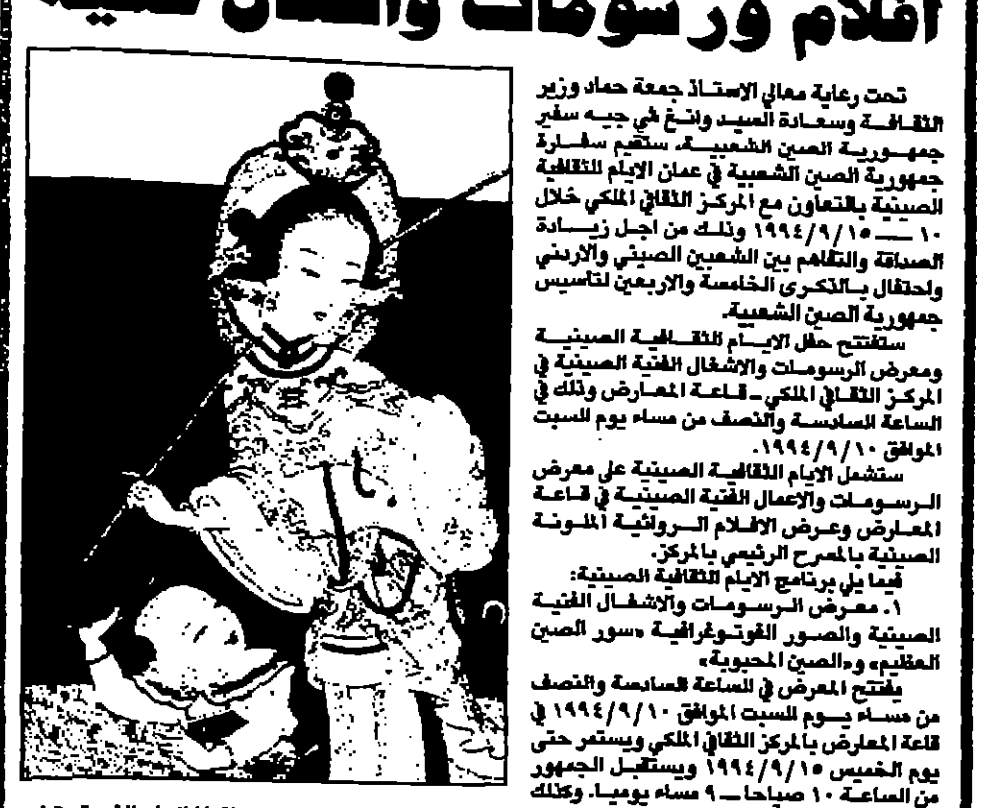 افلام ورسومات
تحت رعاية معالي الاستاذ جمعة حماد وزير
الثقافة وسعادة السيد وانغ شي جيه سفير
جمهورية الصين الشعبية، ستقيم سفارة
جمهورية الصين الشعبية في عمان الايام الثقافية
الصينية بالتعاون مع المركز الثقافي الملكي خلال
١٠ — ١٩٩٤/٩/١٥ وذلك من اجل زيادة
الصداقة والتفاهم بين الشعبين الصيني والاردني
واحتفال بالذكرى الخامسة والاربعين لتأسيس
جمهورية الصين الشعبية.
ستفتتح حفل الايام الثقافية الصينية
ومعرض الرسومات والاشغال الفنية الصينية في
المركز الثقافي الملكي - قاعة المعارض وذلك في
الساعة السادسة والنصف من مساء يوم السبت
الموافق ١٩٩٤/٩/١٠.
ستشمل الايام الثقافية الصينية على معرض
الرسومات والاعمال الفنية الصينية في قاعة
المعارض وعرض الافلام الروائية الملونة
الصينية بالمسرح الرئيسي بالمركز.
فيما يلي برنامج الايام الثقافية الصينية:
١. معرض الرسومات والاشغال الفنية
الصينية والصور الفوتوغرافية «سور الصين
العظيم» و«الصين المحبوبة»
يفتتح المعرض في الساعة السادسة والنصف
من مساء يوم السبت الموافق ١٩٩٤/٩/١٠ في
قاعة المعارض بالمركز الثقافي الملكي ويستمر حتى
يوم الخميس ١٩٩٤/٩/١٥ ويستقبل الجمهور
من الساعة ١٠ صباحا — ٩ مساء يوميا. وكذلك